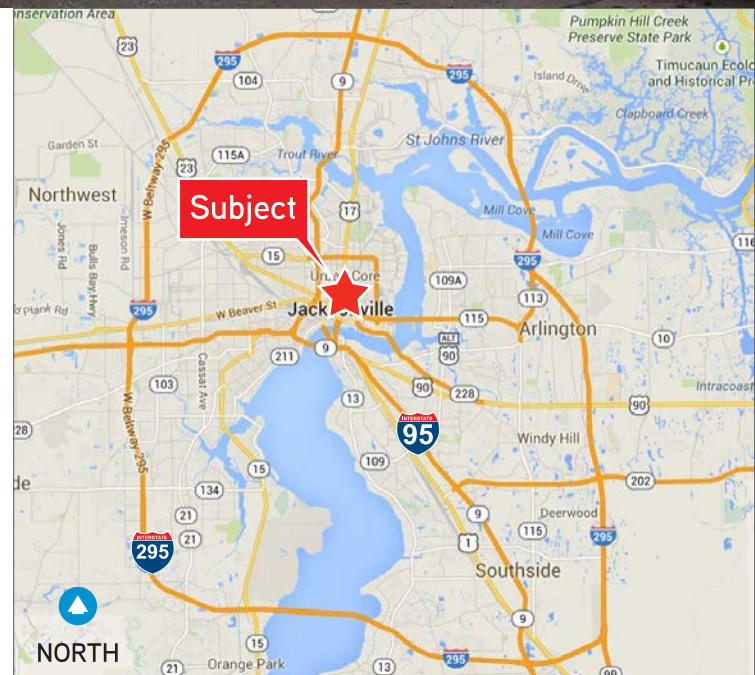 nservation Area
Pumpkin Hill Creek
Preserve State Park
23
295
9
295
104
Timucuan Ecolo
and Historical Pr
Island Drive
Clapboard Creek
Garden St
115A
Trout River
St Johns River
W Beltway 295
23
Northwest
Subject
17
Mill Cove
Mill Cove
Jones Rd
Bulls Bay Hwy
Imeson Rd
15
116
Urban Core
109A
295
113
Plank Rd
295
W Beaver St
Jacksonville
115
Arlington
10
ALT
90
9
211
Cassat Ave
103
90
228
Intracoast
13
90
INTERSTATE
95
28
W Beltway 295
Windy Hill
109
15
202
de
134
9
Deerwood
21
115
21
1
295
INTERSTATE
295
Southside
NORTH
9
15
21
Orange Park
13
295
9B